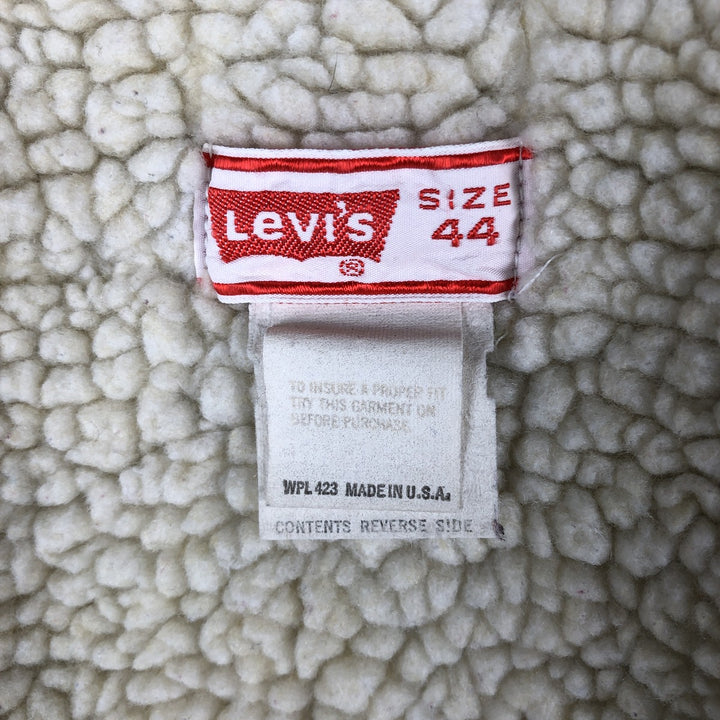 Levi's ®
SIZE
44
TO INSURE A PROPER FIT
TRY THIS GARMENT ON
BEFORE PURCHASE.
WPL 423 MADE IN U.S.A.
CONTENTS REVERSE SIDE